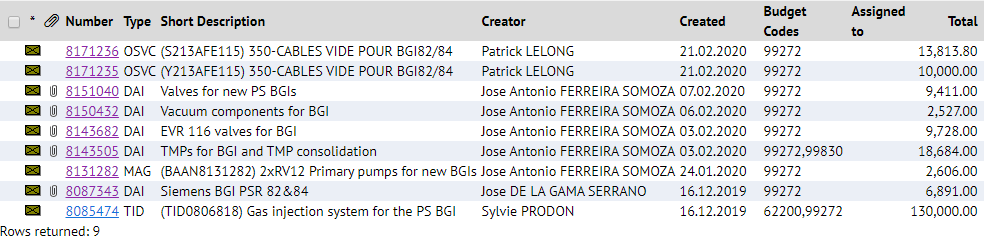 * Number Type Short Description Creator Created Budget Codes Assigned to Total
8171236 OSVC (S213AFE115) 350-CABLES VIDE POUR BGI82/84 Patrick LELONG 21.02.2020 99272 13,813.80
8171235 OSVC (Y213AFE115) 350-CABLES VIDE POUR BGI82/84 Patrick LELONG 21.02.2020 99272 10,000.00
8151040 DAI Valves for new PS BGIs Jose Antonio FERREIRA SOMOZA 07.02.2020 99272 9,411.00
8150432 DAI Vacuum components for BGI Jose Antonio FERREIRA SOMOZA 06.02.2020 99272 2,527.00
8143682 DAI EVR 116 valves for BGI Jose Antonio FERREIRA SOMOZA 03.02.2020 99272 9,728.00
8143505 DAI TMPs for BGI and TMP consolidation Jose Antonio FERREIRA SOMOZA 03.02.2020 99272,99830 18,684.00
8131282 MAG (BAAN8131282) 2xRV12 Primary pumps for new BGIs Jose Antonio FERREIRA SOMOZA 24.01.2020 99272 2,606.00
8087343 DAI Siemens BGI PSR 82&84 Jose DE LA GAMA SERRANO 16.12.2019 99272 6,891.00
8085474 TID (TID0806818) Gas injection system for the PS BGI Sylvie PRODON 16.12.2019 62200,99272 130,000.00
Rows returned: 9